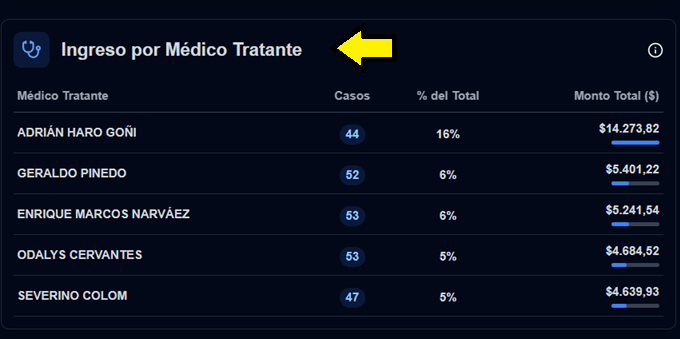 Ingreso por Médico Tratante
Médico Tratante Casos % del Total Monto Total ($)
ADRIÁN HARO GOÑI 44 16% $14.273,82
GERALDO PINEDO 52 6% $5.401,22
ENRIQUE MARCOS NARVÁEZ 53 6% $5.241,54
ODALYS CERVANTES 53 5% $4.684,52
SEVERINO COLOM 47 5% $4.639,93